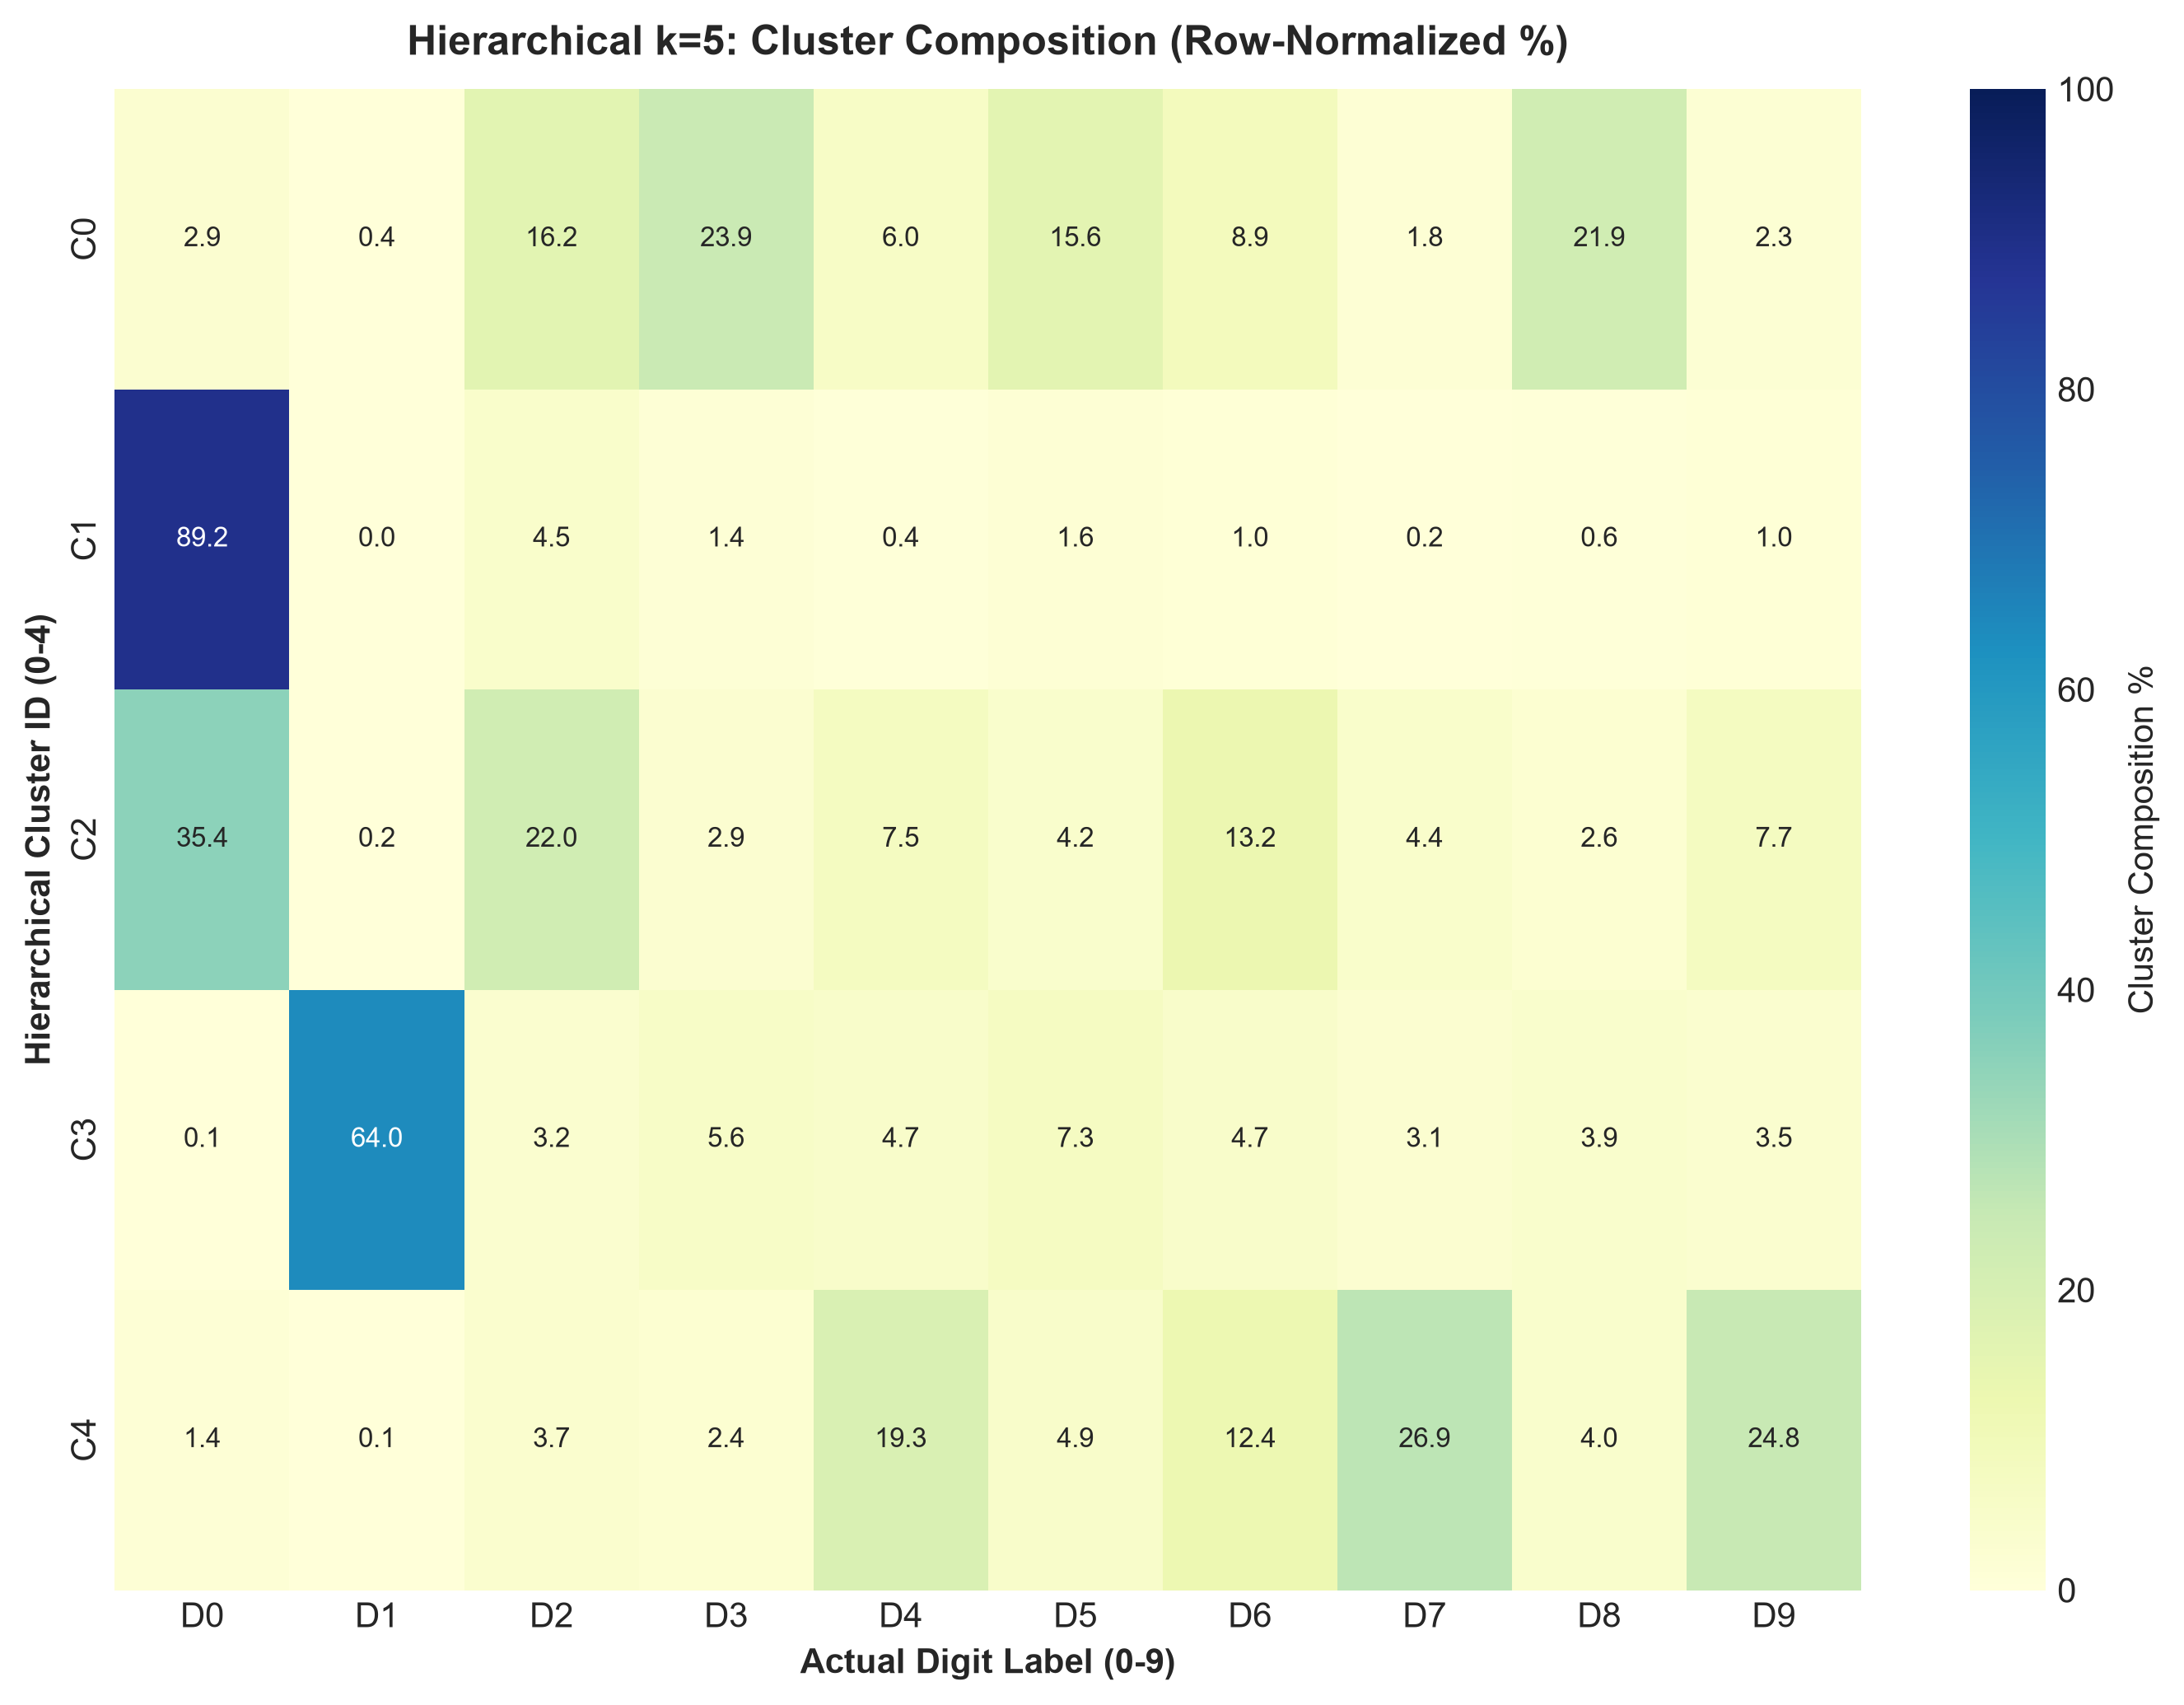 Hierarchical k=5: Cluster Composition (Row-Normalized %)
Hierarchical Cluster ID (0-4)
C0 2.9 0.4 16.2 23.9 6.0 15.6 8.9 1.8 21.9 2.3
C1 89.2 0.0 4.5 1.4 0.4 1.6 1.0 0.2 0.6 1.0
C2 35.4 0.2 22.0 2.9 7.5 4.2 13.2 4.4 2.6 7.7
C3 0.1 64.0 3.2 5.6 4.7 7.3 4.7 3.1 3.9 3.5
C4 1.4 0.1 3.7 2.4 19.3 4.9 12.4 26.9 4.0 24.8
D0 D1 D2 D3 D4 D5 D6 D7 D8 D9
Actual Digit Label (0-9)
100
80
60
40
20
0
Cluster Composition %